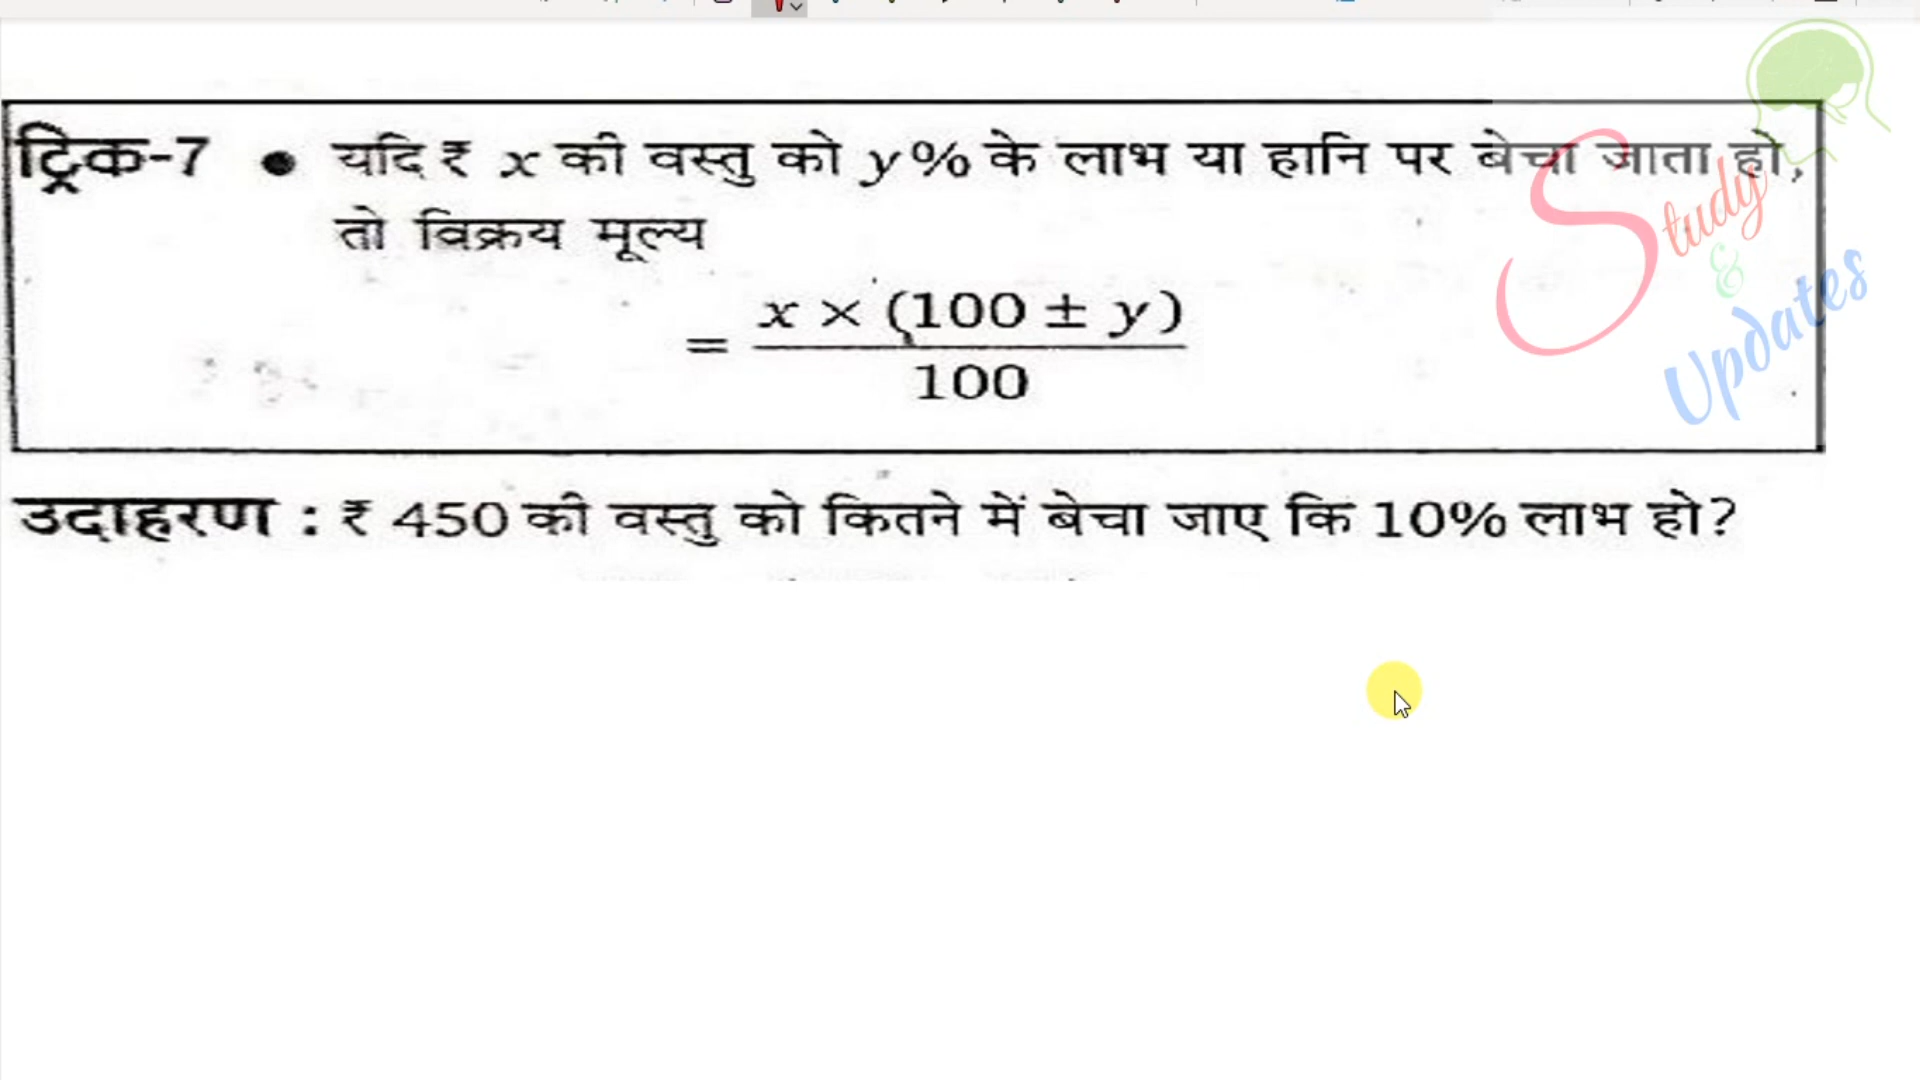 ट्रिक-7 ● यदि ₹ x की वस्तु को y% के लाभ या हानि पर बेचा जाता हो,
तो विक्रय मूल्य
= x × (100 ± y) / 100
उदाहरण : ₹ 450 की वस्तु को कितने में बेचा जाए कि 10% लाभ हो?
Study
&
Updates